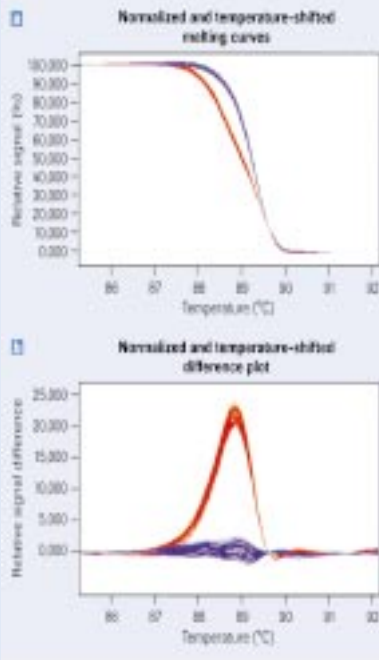 Normalized and temperature-shifted
melting curves
Relative signal (%)
100,000
90,000
80,000
70,000
60,000
50,000
40,000
30,000
20,000
10,000
0,000
86 87 88 89 90 91 92
Temperature (°C)
Normalized and temperature-shifted
difference plot
Relative signal difference
25,000
20,000
15,000
10,000
5,000
0,000
86 87 88 89 90 91 92
Temperature (°C)